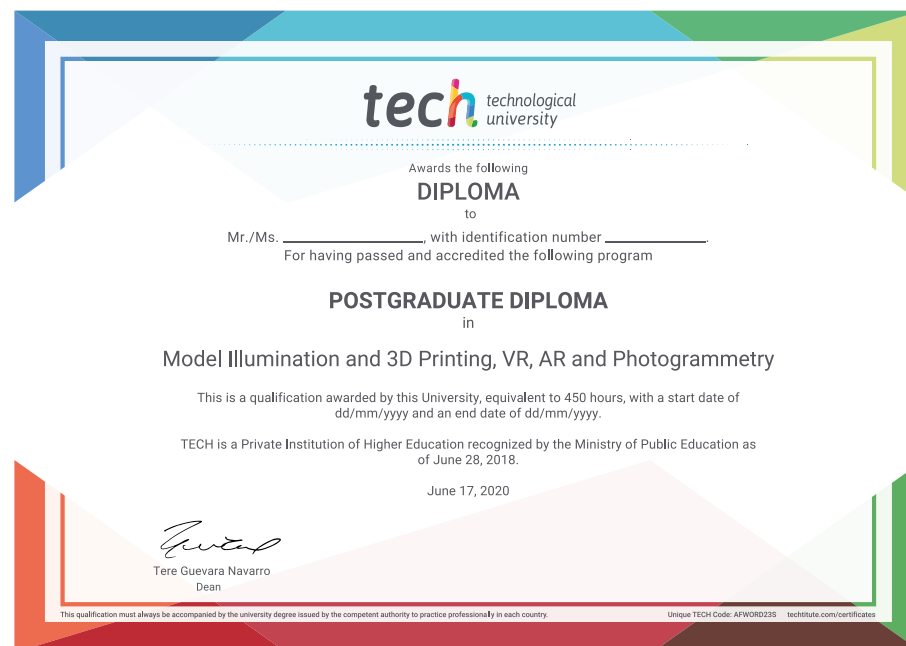 tech technological
university
Awards the following
DIPLOMA
to
Mr./Ms. ____________________, with identification number ______________.
For having passed and accredited the following program
POSTGRADUATE DIPLOMA
in
Model Illumination and 3D Printing, VR, AR and Photogrammetry
This is a qualification awarded by this University, equivalent to 450 hours, with a start date of
dd/mm/yyyy and an end date of dd/mm/yyyy.
TECH is a Private Institution of Higher Education recognized by the Ministry of Public Education as
of June 28, 2018.
June 17, 2020
Tere Guevara Navarro
Dean
This qualification must always be accompanied by the university degree issued by the competent authority to practice professionally in each country.
Unique TECH Code: AFWORD23S techtitute.com/certificates